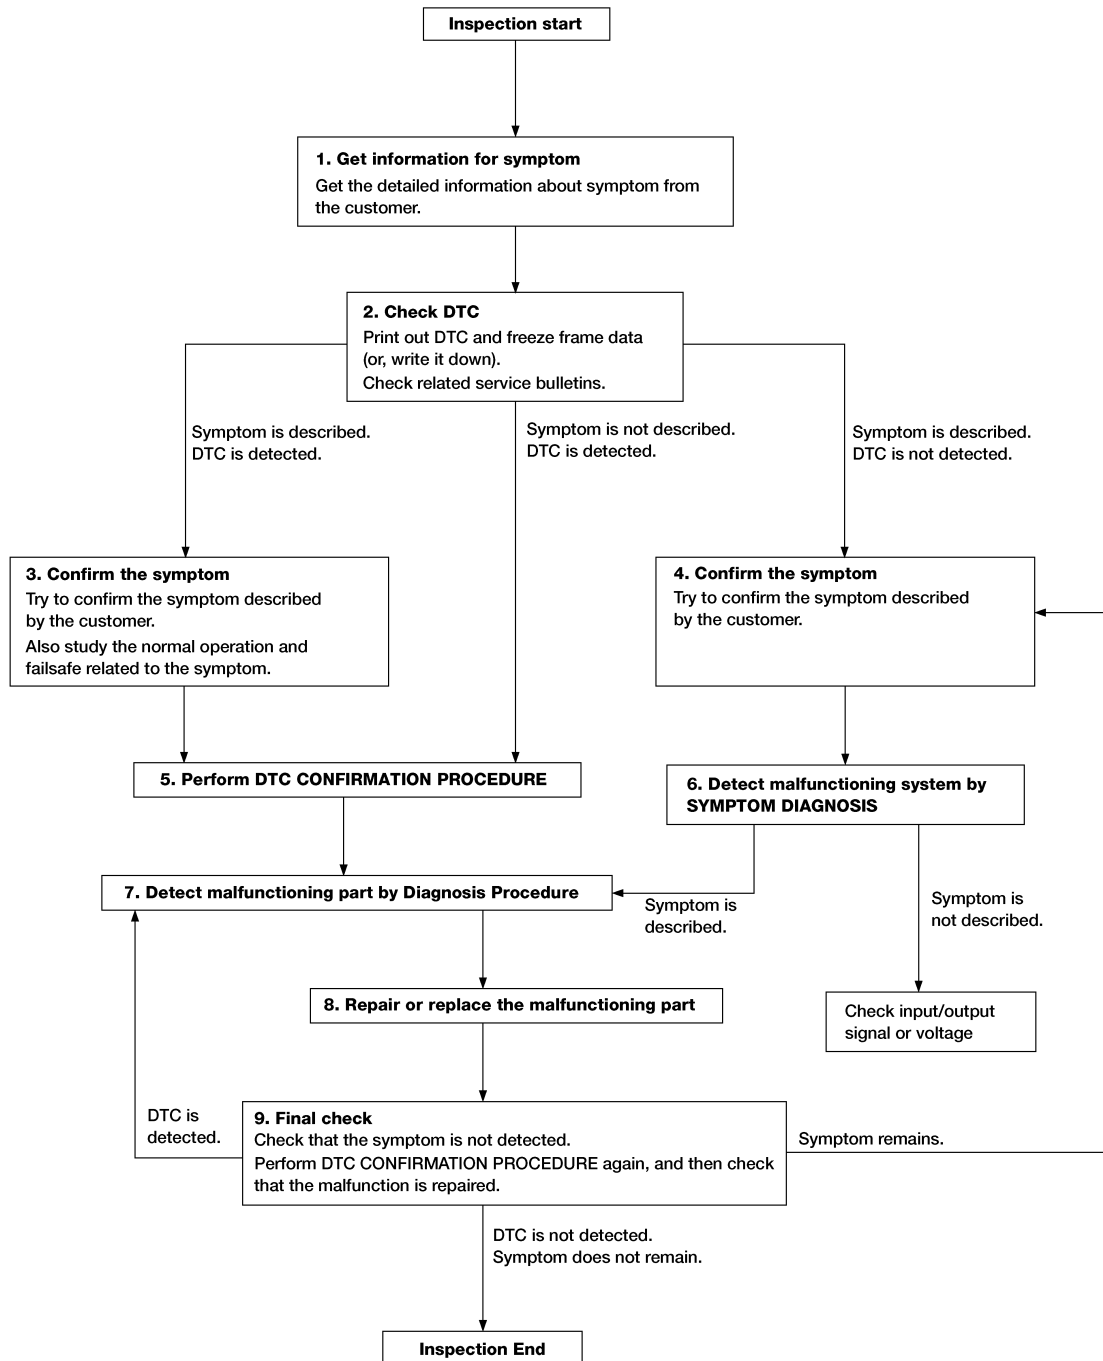 Inspection start
1. Get information for symptom
Get the detailed information about symptom from
the customer.
2. Check DTC
Print out DTC and freeze frame data
(or, write it down).
Check related service bulletins.
Symptom is described.
DTC is detected.
Symptom is not described.
DTC is detected.
Symptom is described.
DTC is not detected.
3. Confirm the symptom
Try to confirm the symptom described
by the customer.
Also study the normal operation and
failsafe related to the symptom.
4. Confirm the symptom
Try to confirm the symptom described
by the customer.
5. Perform DTC CONFIRMATION PROCEDURE
6. Detect malfunctioning system by
SYMPTOM DIAGNOSIS
7. Detect malfunctioning part by Diagnosis Procedure
Symptom is
described.
Symptom is
not described.
8. Repair or replace the malfunctioning part
Check input/output
signal or voltage
DTC is
detected.
9. Final check
Check that the symptom is not detected.
Perform DTC CONFIRMATION PROCEDURE again, and then check
that the malfunction is repaired.
Symptom remains.
DTC is not detected.
Symptom does not remain.
Inspection End